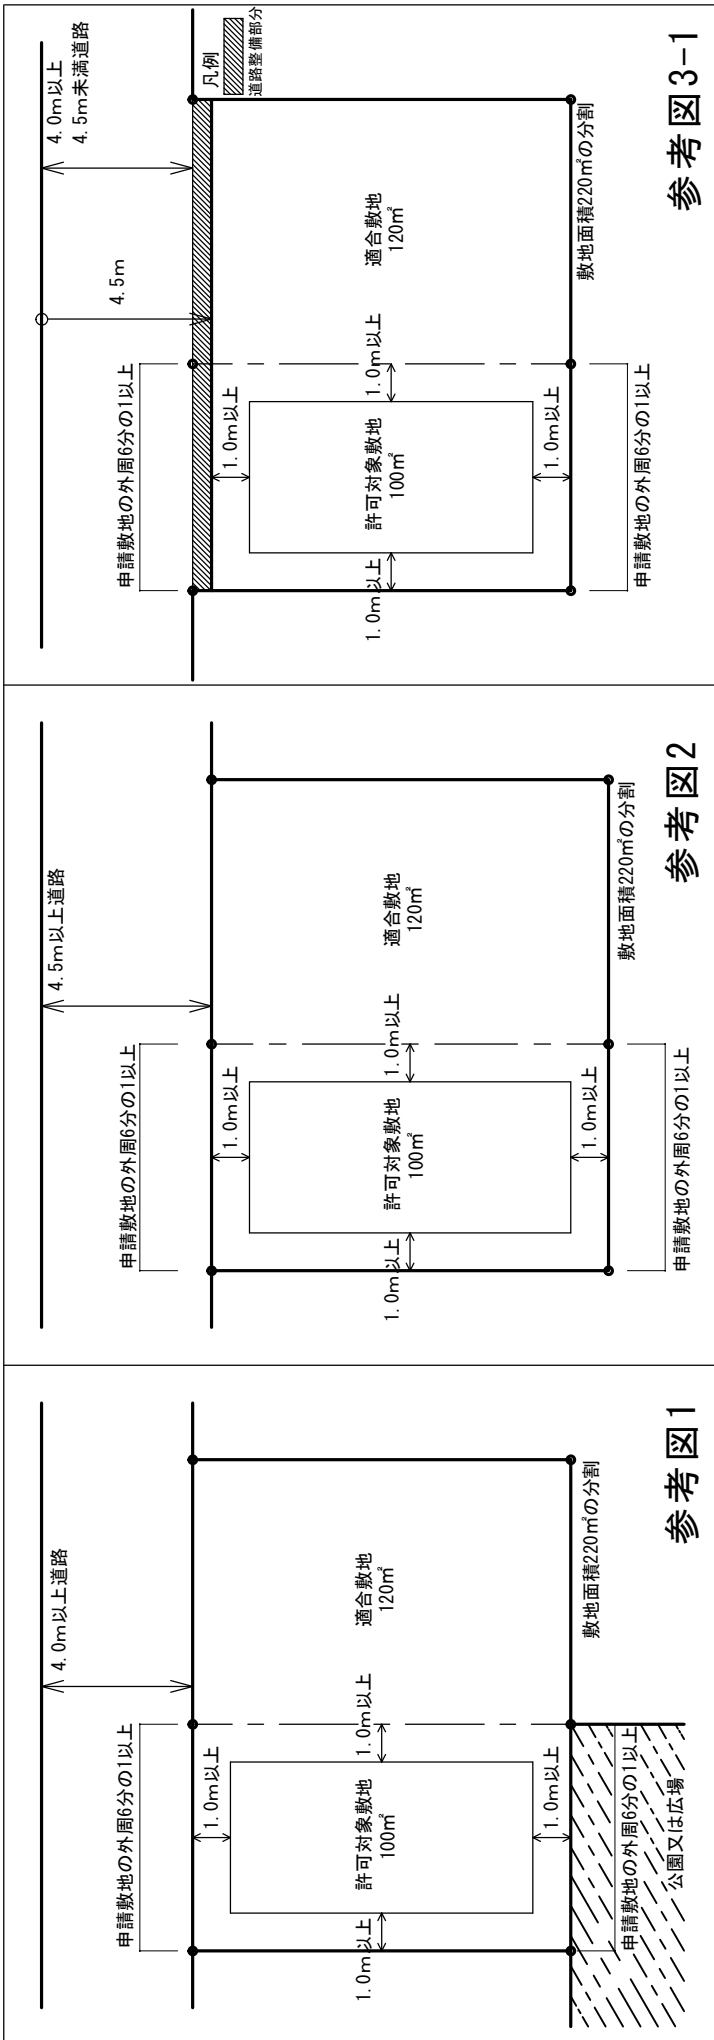 参考図1
4.0m以上道路
申請敷地の外周6分の1以上
1.0m以上
適合敷地
120㎡
1.0m以上
許可対象敷地
100㎡
1.0m以上
1.0m以上
敷地面積220㎡の分割
申請敷地の外周6分の1以上
公園又は広場
参考図2
4.5m以上道路
申請敷地の外周6分の1以上
1.0m以上
適合敷地
120㎡
1.0m以上
許可対象敷地
100㎡
1.0m以上
1.0m以上
敷地面積220㎡の分割
申請敷地の外周6分の1以上
参考図3-1
4.0m以上
4.5m未満道路
凡例
道路整備部分
4.5m
申請敷地の外周6分の1以上
1.0m以上
適合敷地
120㎡
1.0m以上
許可対象敷地
100㎡
1.0m以上
1.0m以上
敷地面積220㎡の分割
申請敷地の外周6分の1以上